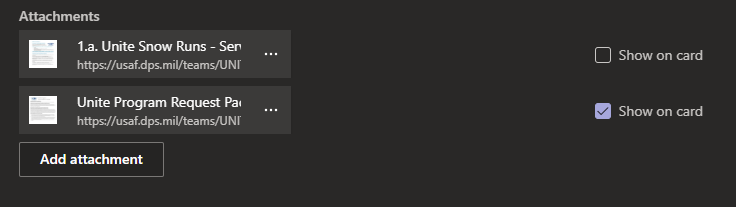 Attachments
1.a. Unite Snow Runs - Ser
https://usaf.dps.mil/teams/UNI
Show on card
Unite Program Request Pa
https://usaf.dps.mil/teams/UNI
Show on card
Add attachment